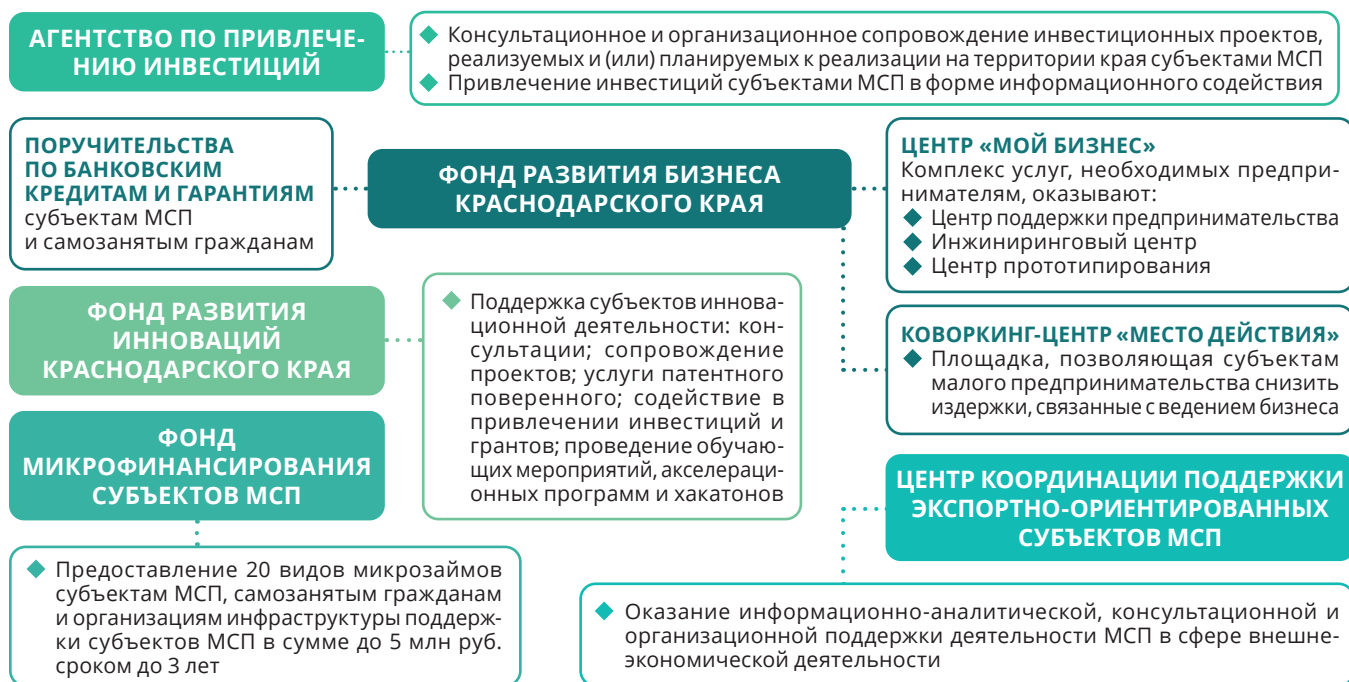 АГЕНТСТВО ПО ПРИВЛЕЧЕ-
НИЮ ИНВЕСТИЦИЙ
Консультационное и организационное сопровождение инвестиционных проектов,
реализуемых и (или) планируемых к реализации на территории края субъектами МСП
Привлечение инвестиций субъектами МСП в форме информационного содействия
ПОРУЧИТЕЛЬСТВА
ПО БАНКОВСКИМ
КРЕДИТАМ И ГАРАНТИЯМ
субъектам МСП
и самозанятым гражданам
ФОНД РАЗВИТИЯ БИЗНЕСА
КРАСНОДАРСКОГО КРАЯ
ЦЕНТР «МОЙ БИЗНЕС»
Комплекс услуг, необходимых предпри-
нимателям, оказывают:
Центр поддержки предпринимательства
Инжиниринговый центр
Центр прототипирования
КОВОРКИНГ-ЦЕНТР «МЕСТО ДЕЙСТВИЯ»
Площадка, позволяющая субъектам
малого предпринимательства снизить
издержки, связанные с ведением бизнеса
ФОНД РАЗВИТИЯ
ИННОВАЦИЙ
КРАСНОДАРСКОГО КРАЯ
Поддержка субъектов иннова-
ционной деятельности: кон-
сультации; сопровождение
проектов; услуги патентного
поверенного; содействие в
привлечении инвестиций и
грантов; проведение обучаю-
щих мероприятий, акселераци-
онных программ и хакатонов
ФОНД
МИКРОФИНАНСИРОВАНИЯ
СУБЪЕКТОВ МСП
Предоставление 20 видов микрозаймов
субъектам МСП, самозанятым гражданам
и организациям инфраструктуры поддерж-
ки субъектов МСП в сумме до 5 млн руб.
сроком до 3 лет
ЦЕНТР КООРДИНАЦИИ ПОДДЕРЖКИ
ЭКСПОРТНО-ОРИЕНТИРОВАННЫХ
СУБЪЕКТОВ МСП
Оказание информационно-аналитической, консультационной и
организационной поддержки деятельности МСП в сфере внешне-
экономической деятельности